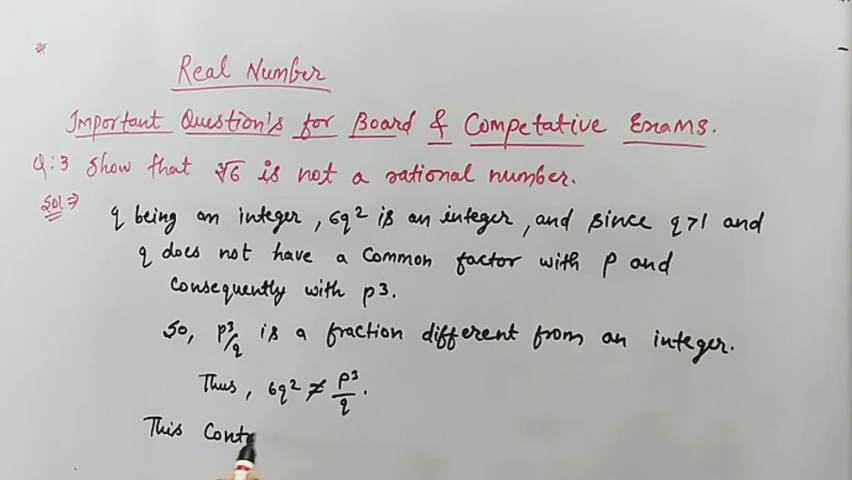 Real Number
Important Question's for Board & Competative Exams.
Q:3 Show that ∛6 is not a rational number.
Sol⇒
q being an integer, 6q² is an integer, and since q>1 and
q does not have a common factor with p and
consequently with p³.
So, p³/q is a fraction different from an integer.
Thus, 6q² ≠ p³/q.
This Cont